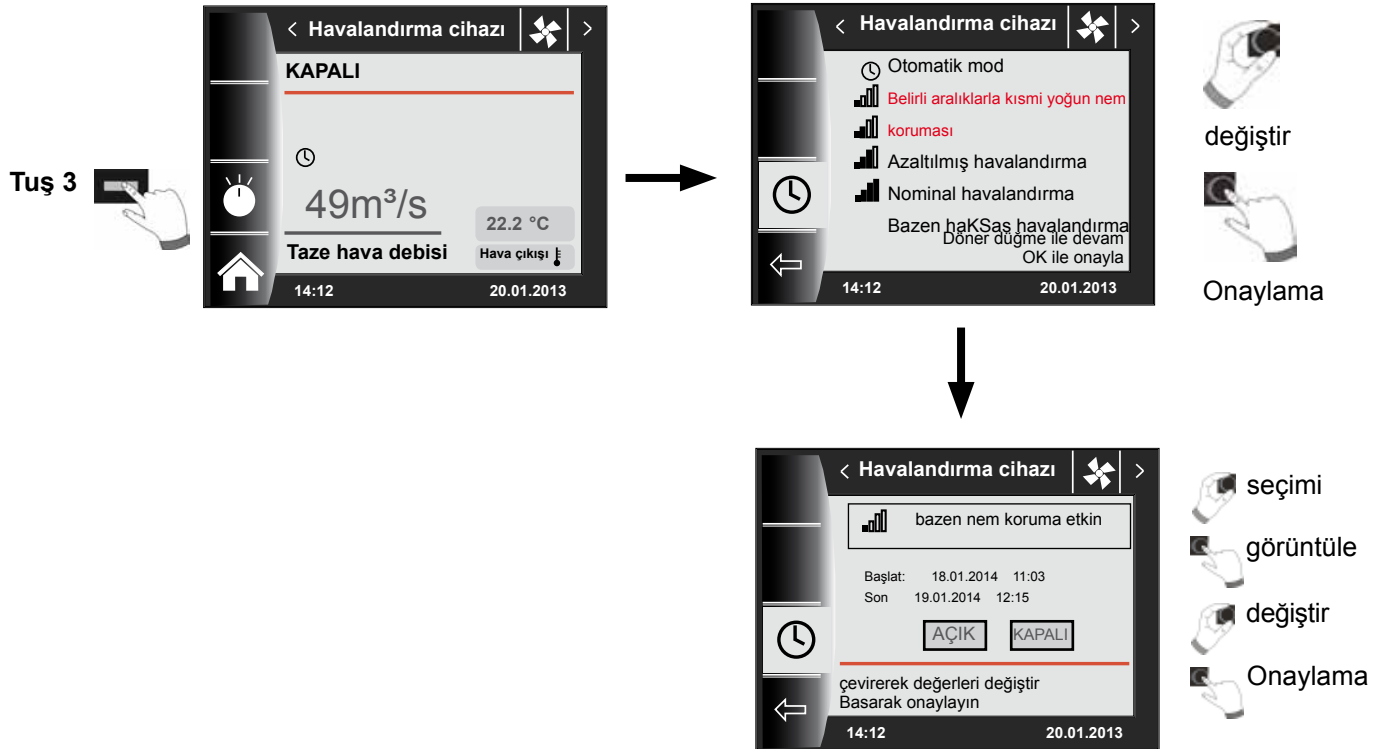 Tuş 3
< Havalandırma cihazı >
KAPALI
49m³/s
22.2 °C
Taze hava debisi
Hava çıkışı
14:12 20.01.2013
< Havalandırma cihazı >
Otomatik mod
Belirli aralıklarla kısmi yoğun nem
koruması
Azaltılmış havalandırma
Nominal havalandırma
Bazen haKSas havalandırma
Döner düğme ile devam
OK ile onayla
14:12 20.01.2013
değiştir
Onaylama
< Havalandırma cihazı >
bazen nem koruma etkin
Başlat: 18.01.2014 11:03
Son 19.01.2014 12:15
AÇIK KAPALI
çevirerek değerleri değiştir
Basarak onaylayın
14:12 20.01.2013
seçimi
görüntüle
değiştir
Onaylama